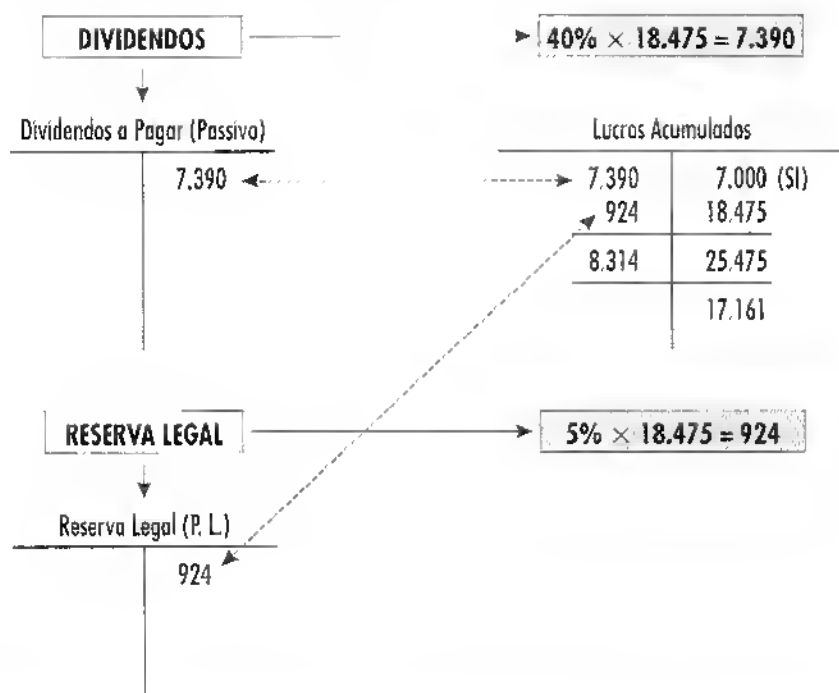 DIVIDENDOS
40% × 18.475 = 7.390
Dividendos a Pagar (Passivo)
7.390
Lucros Acumulados
7.390 7.000 (SI)
924 18.475
8.314 25.475
17.161
RESERVA LEGAL
5% × 18.475 = 924
Reserva Legal (P. L.)
924